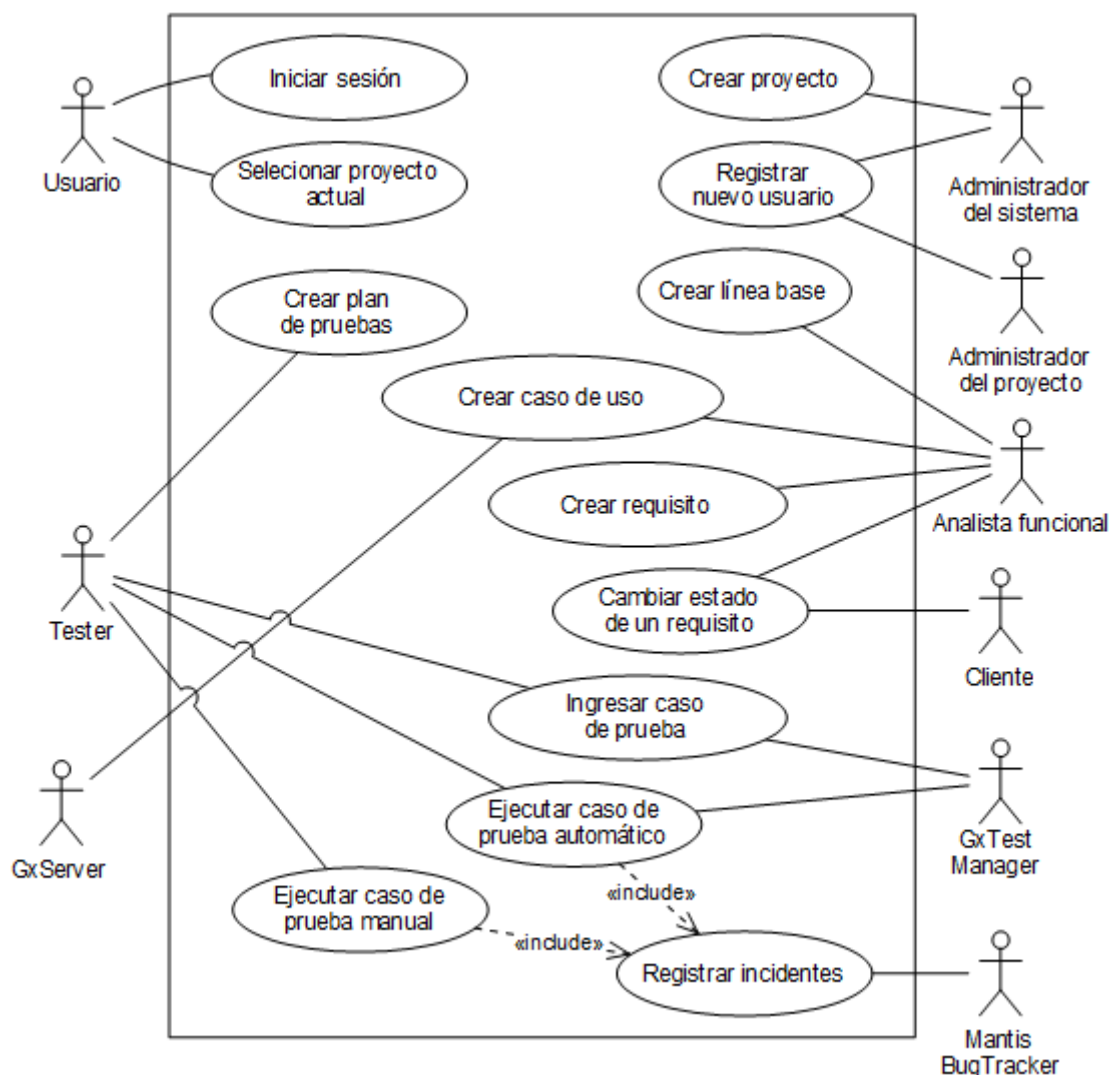 Iniciar sesión
Crear proyecto
Usuario
Selecionar proyecto
actual
Registrar
nuevo usuario
Administrador
del sistema
Crear plan
de pruebas
Crear línea base
Administrador
del proyecto
Crear caso de uso
Crear requisito
Analista funcional
Tester
Cambiar estado
de un requisito
Cliente
Ingresar caso
de prueba
GxServer
Ejecutar caso de
prueba automático
GxTest
Manager
Ejecutar caso de
prueba manual
«include»
«include»
Registrar incidentes
Mantis
BugTracker